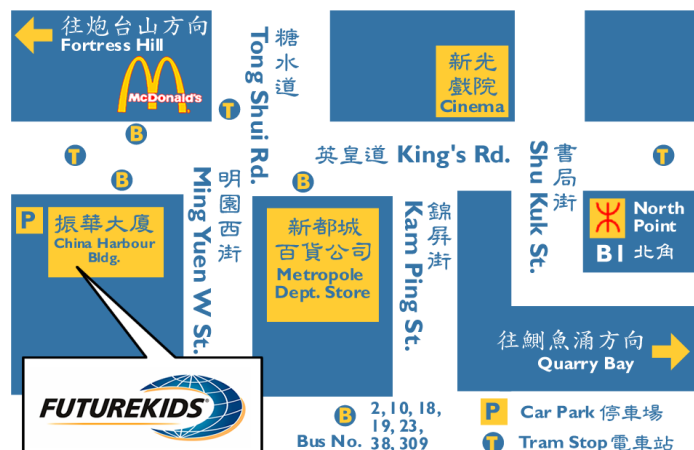 往炮台山方向
Fortress Hill
McDonald's
糖水道
Tong Shui Rd.
新光
戲院
Cinema
T
B
T
B
B
英皇道 King's Rd.
書局街
Shu Kuk St.
T
P
振華大廈
China Harbour
Bldg.
明園西街
Ming Yuen W St.
新都城
百貨公司
Metropole
Dept. Store
錦屏街
Kam Ping St.
North
Point
B1 北角
往鰂魚涌方向
Quarry Bay
FUTUREKIDS®
B
Bus No.
2, 10, 18,
19, 23,
38, 309
P Car Park 停車場
T Tram Stop 電車站